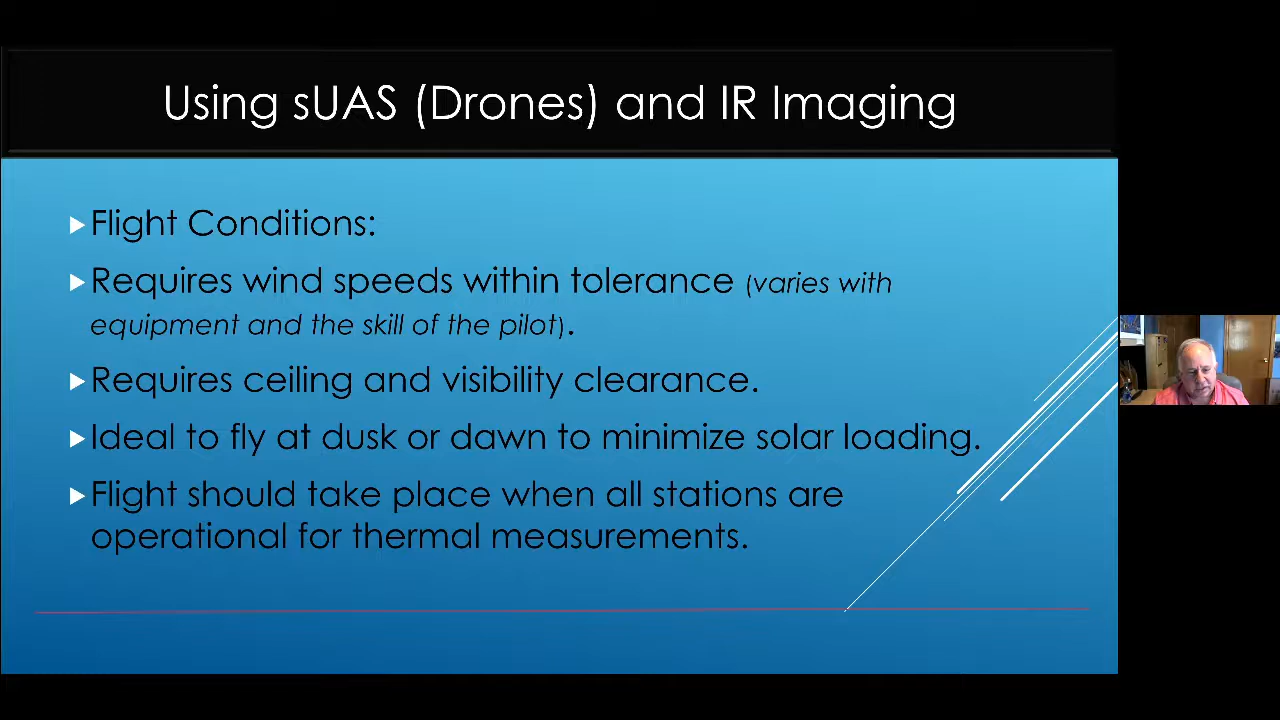 Using sUAS (Drones) and IR Imaging
Flight Conditions:
Requires wind speeds within tolerance (varies with
equipment and the skill of the pilot).
Requires ceiling and visibility clearance.
Ideal to fly at dusk or dawn to minimize solar loading.
Flight should take place when all stations are
operational for thermal measurements.